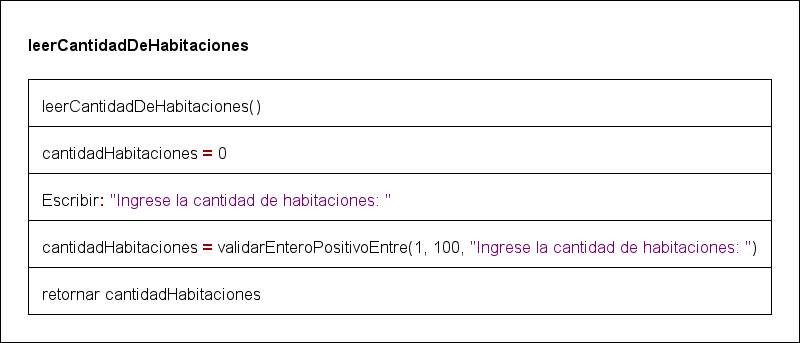 leerCantidadDeHabitaciones
leerCantidadDeHabitaciones()
cantidadHabitaciones = 0
Escribir: "Ingrese la cantidad de habitaciones: "
cantidadHabitaciones = validarEnteroPositivoEntre(1, 100, "Ingrese la cantidad de habitaciones: ")
retornar cantidadHabitaciones